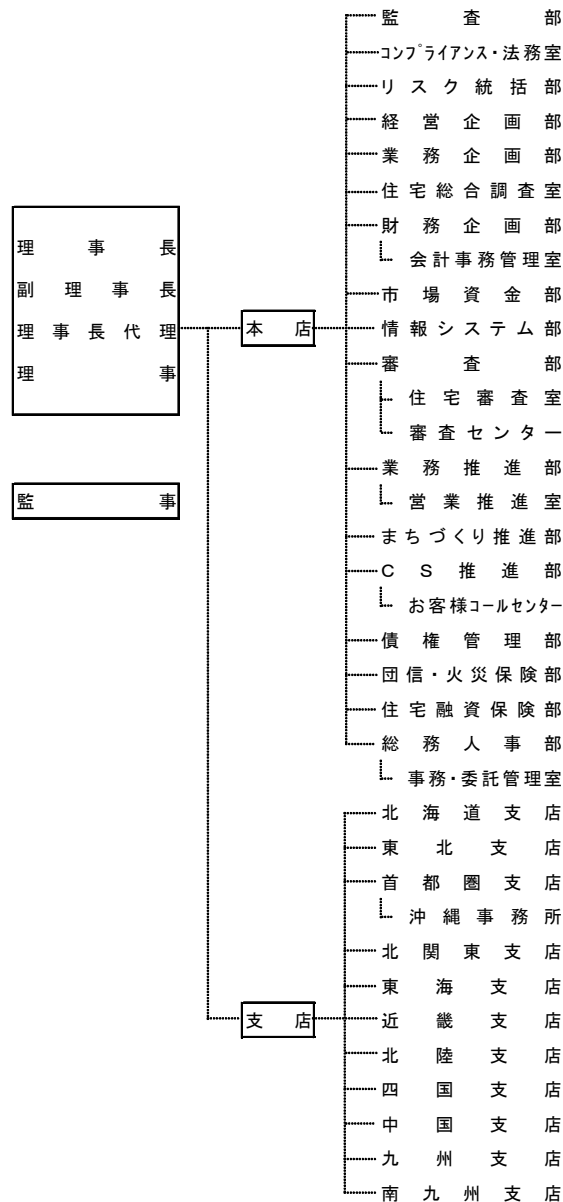 理事長
副理事長
理事長代理
理事
監事
本店
監査部
コンプライアンス・法務室
リスク統括部
経営企画部
業務企画部
住宅総合調査室
財務企画部
会計事務管理室
市場資金部
情報システム部
審査部
住宅審査室
審査センター
業務推進部
営業推進室
まちづくり推進部
CS推進部
お客様コールセンター
債権管理部
団信・火災保険部
住宅融資保険部
総務人事部
事務・委託管理室
支店
北海道支店
東北支店
首都圏支店
沖縄事務所
北関東支店
東海支店
近畿支店
北陸支店
四国支店
中国支店
九州支店
南九州支店